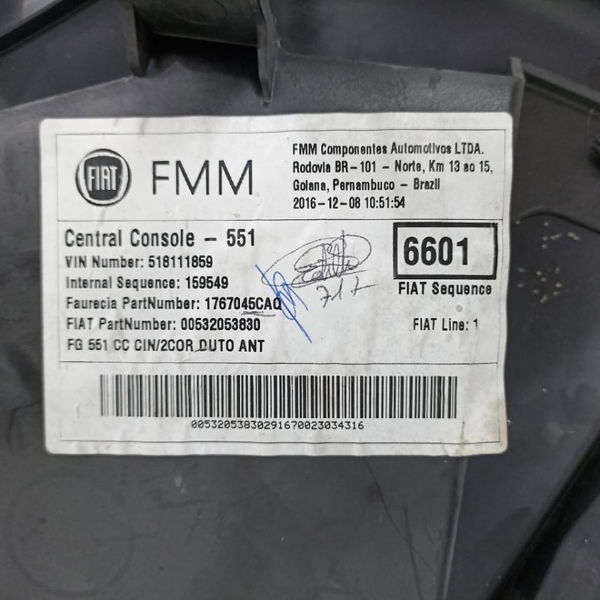 FIAT
FMM
FMM Componentes Automotivos LTDA.
Rodovia BR-101 - Norte, Km 13 ao 15,
Goiana, Pernambuco - Brazil
2016-12-08 10:51:54
Central Console - 551
VIN Number: 518111859
Internal Sequence: 159549
Faurecia PartNumber: 1767045CAQ
FIAT PartNumber: 00532053830
FG 551 CC CIN/2COR DUTO ANT
717
6601
FIAT Sequence
FIAT Line: 1
00532053830291670023034316